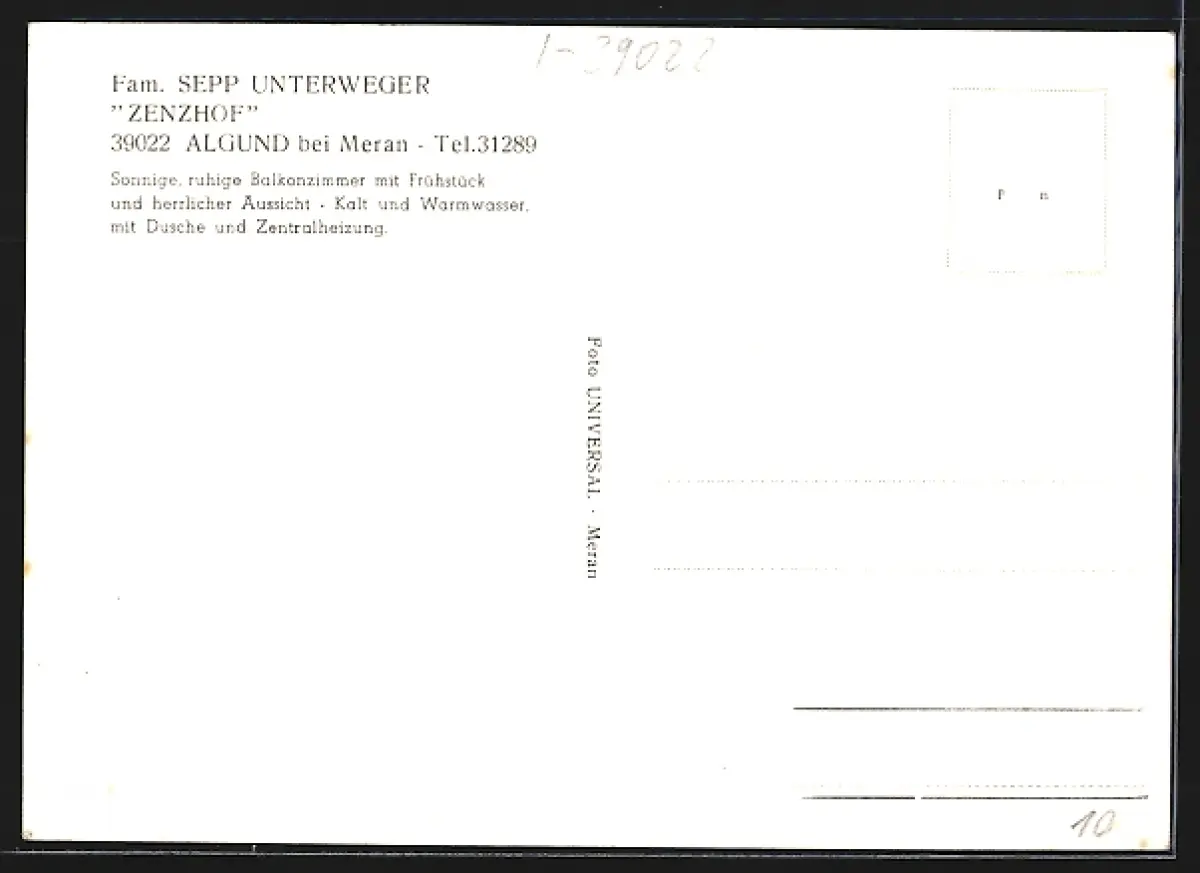 I-39022
Fam. SEPP UNTERWEGER
"ZENZHOF"
39022 ALGUND bei Meran - Tel.31289
Sonnige, ruhige Balkonzimmer mit Frühstück
und herrlicher Aussicht - Kalt und Warmwasser,
mit Dusche und Zentralheizung.
P n
Foto UNIVERSAL - Meran
10